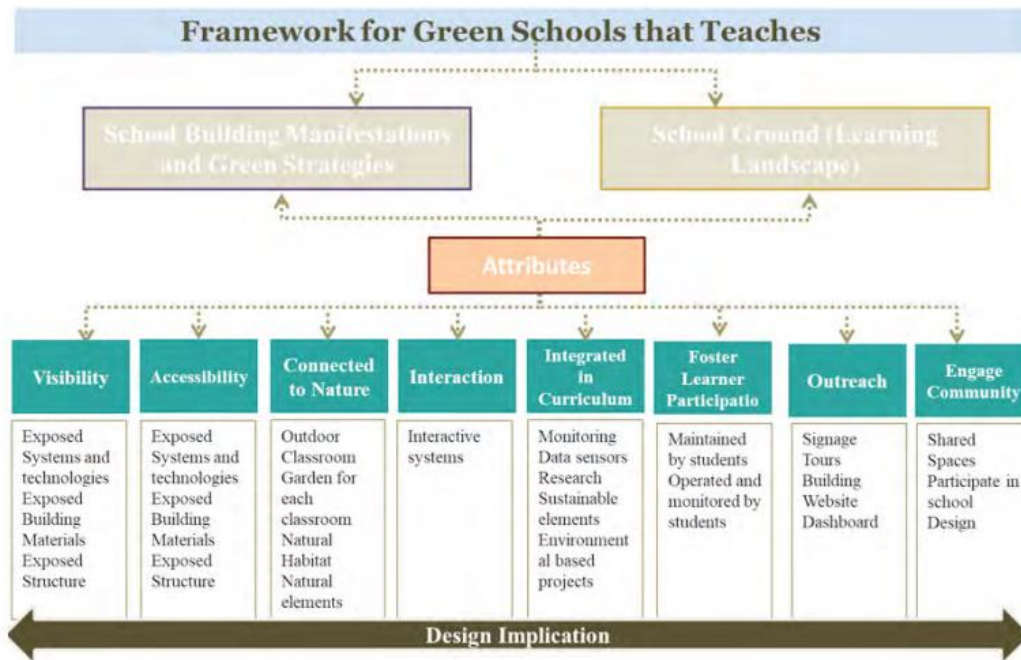 Framework for Green Schools that Teaches
School Building Manifestations
and Green Strategies
School Ground (Learning
Landscape)
Attributes
Visibility
Accessibility
Connected
to Nature
Interaction
Integrated
in
Curriculum
Foster
Learner
Participatio
Outreach
Engage
Community
Exposed
Systems and
technologies
Exposed
Building
Materials
Exposed
Structure
Exposed
Systems and
technologies
Exposed
Building
Materials
Exposed
Structure
Outdoor
Classroom
Garden for
each
classroom
Natural
Habitat
Natural
elements
Interactive
systems
Monitoring
Data sensors
Research
Sustainable
elements
Environment
al based
projects
Maintained
by students
Operated and
monitored by
students
Signage
Tours
Building
Website
Dashboard
Shared
Spaces
Participate in
school
Design
Design Implication